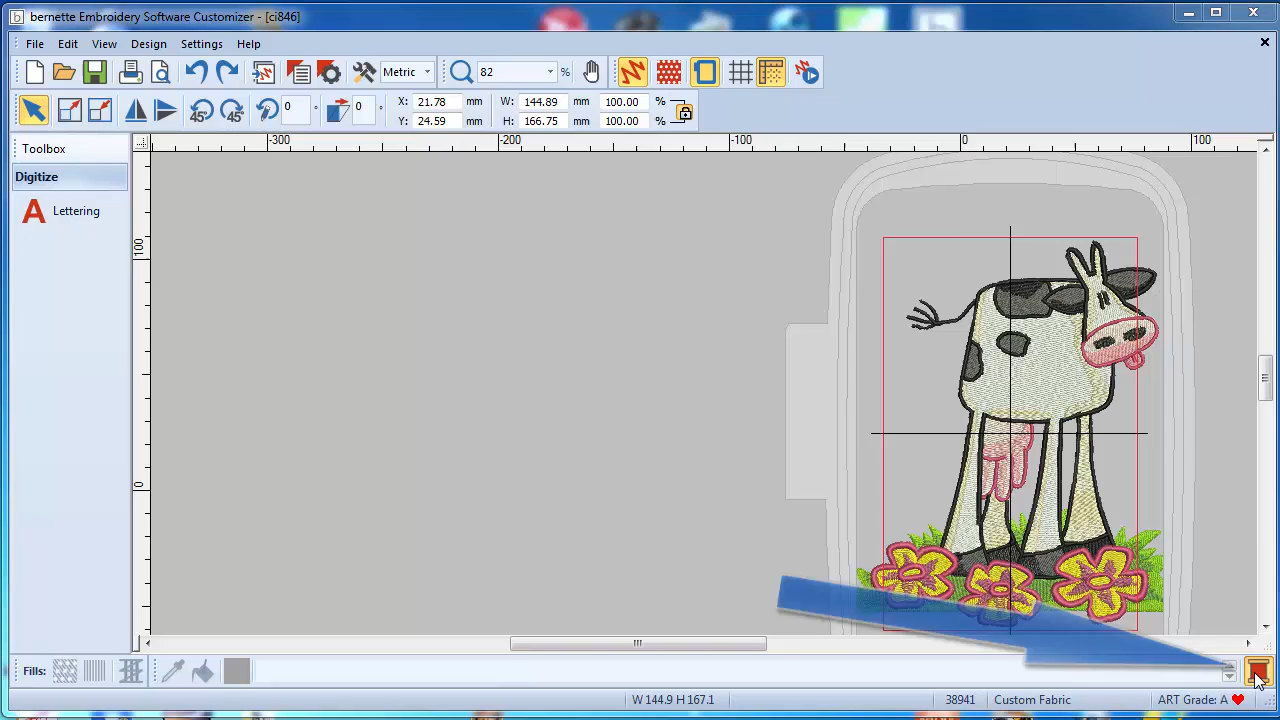 bernette Embroidery Software Customizer - [ci846]
File Edit View Design Settings Help
Metric 82 %
0 ° 0 ° X: 21.78 mm W: 144.89 mm 100.00 %
Y: 24.59 mm H: 166.75 mm 100.00 %
Toolbox
-300 -200 -100 0 100
Digitize
A Lettering
100
0
Fills:
W 144.9 H 167.1 38941 Custom Fabric ART Grade: A